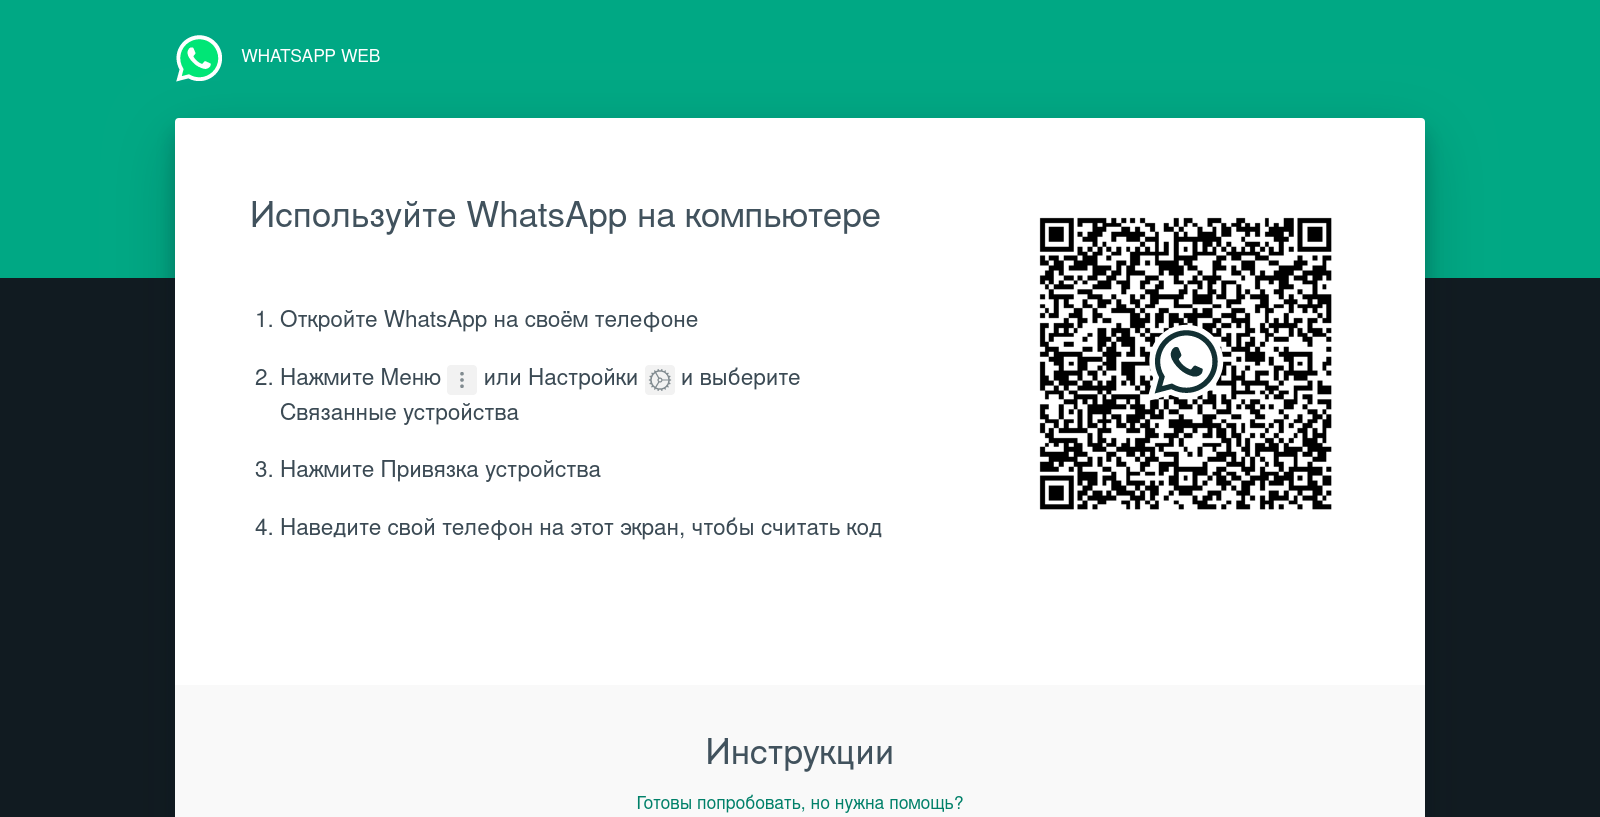 WHATSAPP WEB
Используйте WhatsApp на компьютере
1. Откройте WhatsApp на своём телефоне
2. Нажмите Меню или Настройки и выберите
Связанные устройства
3. Нажмите Привязка устройства
4. Наведите свой телефон на этот экран, чтобы считать код
Инструкции
Готовы попробовать, но нужна помощь?